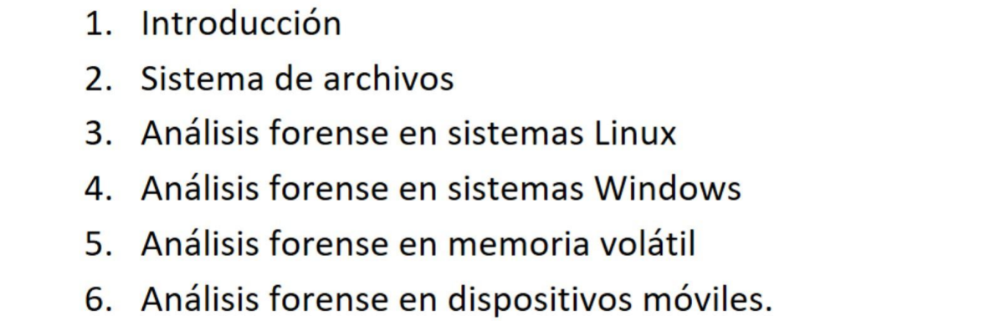 1. Introducción
2. Sistema de archivos
3. Análisis forense en sistemas Linux
4. Análisis forense en sistemas Windows
5. Análisis forense en memoria volátil
6. Análisis forense en dispositivos móviles.